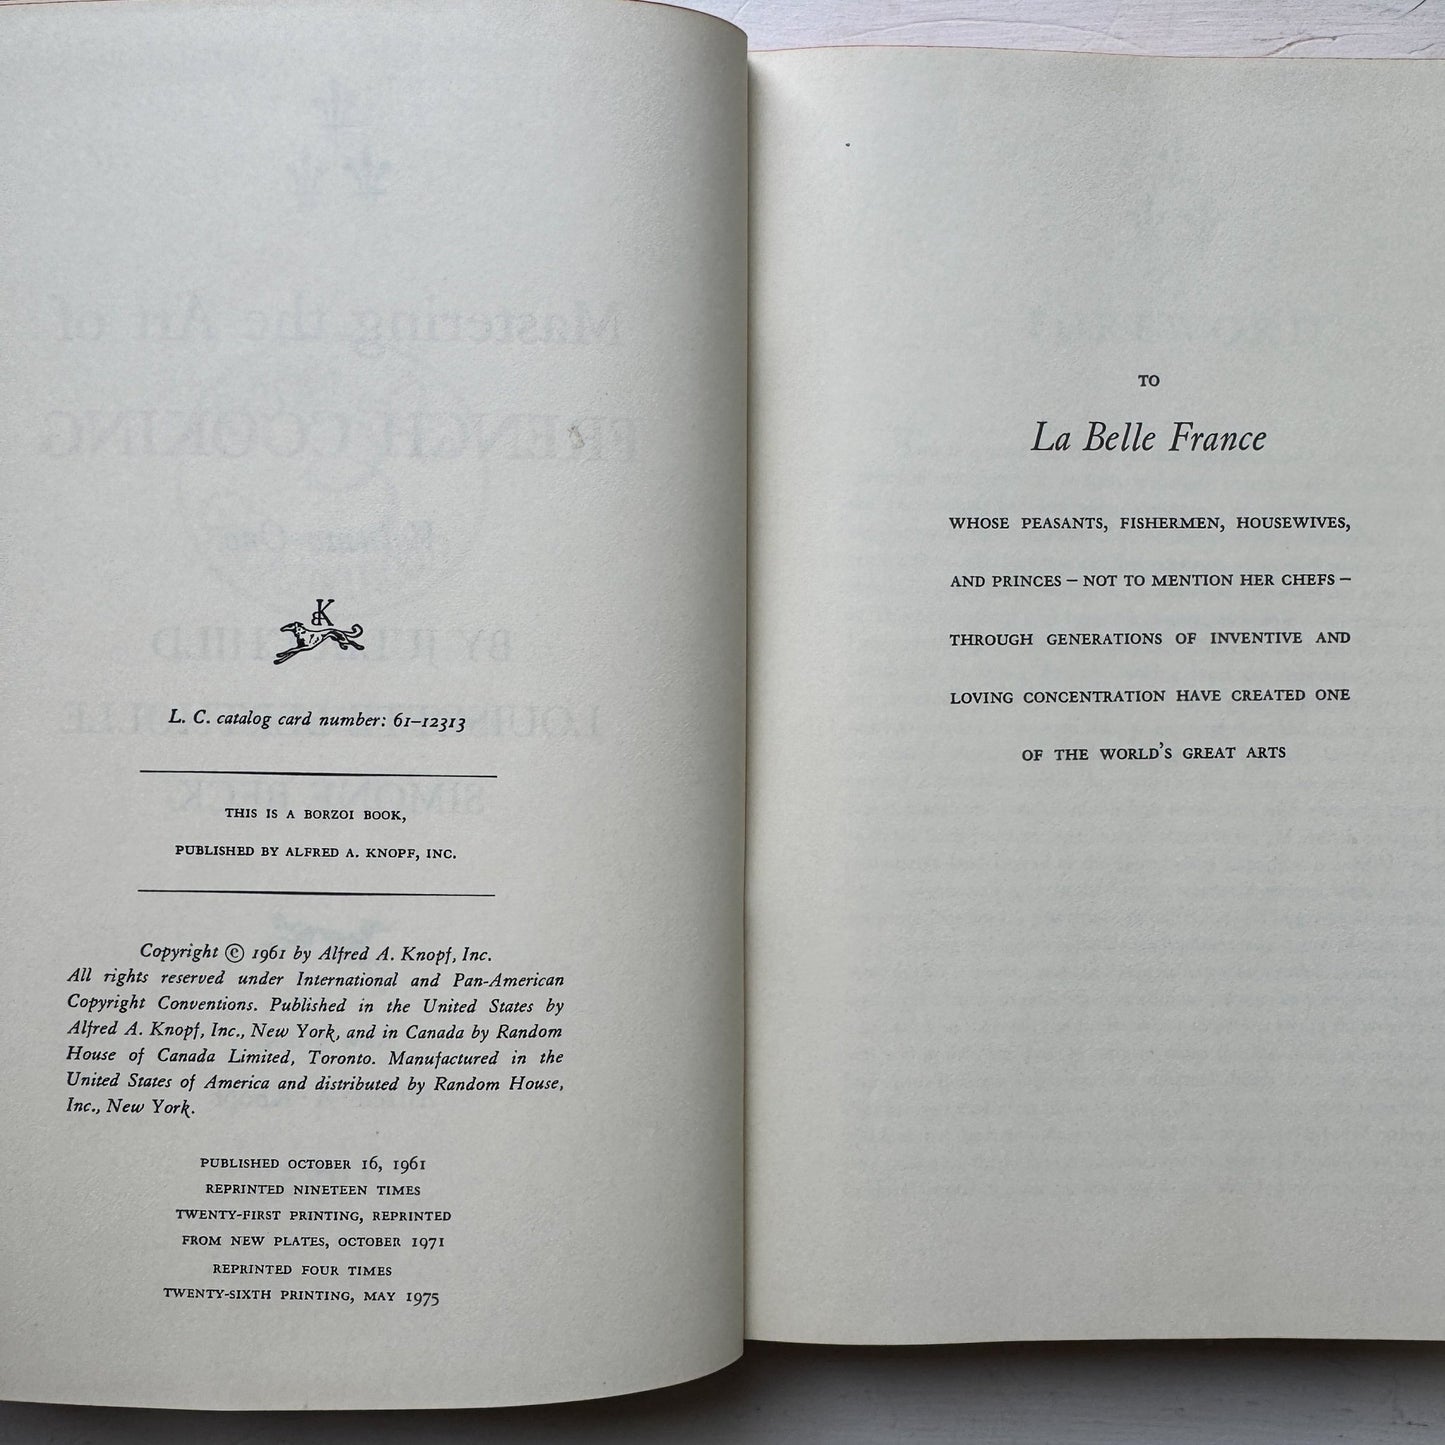 L. C. catalog card number: 61–12313
THIS IS A BORZOI BOOK,
PUBLISHED BY ALFRED A. KNOPF, INC.
Copyright © 1961 by Alfred A. Knopf, Inc.
All rights reserved under International and Pan-American
Copyright Conventions. Published in the United States by
Alfred A. Knopf, Inc., New York, and in Canada by Random
House of Canada Limited, Toronto. Manufactured in the
United States of America and distributed by Random House,
Inc., New York.
PUBLISHED OCTOBER 16, 1961
REPRINTED NINETEEN TIMES
TWENTY-FIRST PRINTING, REPRINTED
FROM NEW PLATES, OCTOBER 1971
REPRINTED FOUR TIMES
TWENTY-SIXTH PRINTING, MAY 1975
TO
La Belle France
WHOSE PEASANTS, FISHERMEN, HOUSEWIVES,
AND PRINCES – NOT TO MENTION HER CHEFS –
THROUGH GENERATIONS OF INVENTIVE AND
LOVING CONCENTRATION HAVE CREATED ONE
OF THE WORLD'S GREAT ARTS